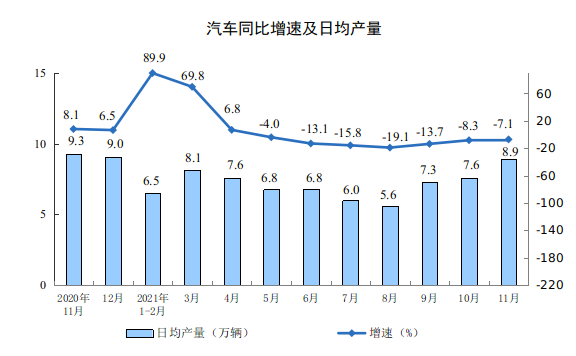 汽车同比增速及日均产量
89.9
69.8
8.1
6.5
6.8
-4.0
-13.1
-15.8
-19.1
-13.7
-8.3
-7.1
9.3
9.0
6.5
8.1
7.6
6.8
6.8
6.0
5.6
7.3
7.6
8.9
15
10
5
0
60
20
-20
-60
-100
-140
-180
-220
2020年
11月
12月
2021年
1-2月
3月
4月
5月
6月
7月
8月
9月
10月
11月
日均产量（万辆）
增速（%）